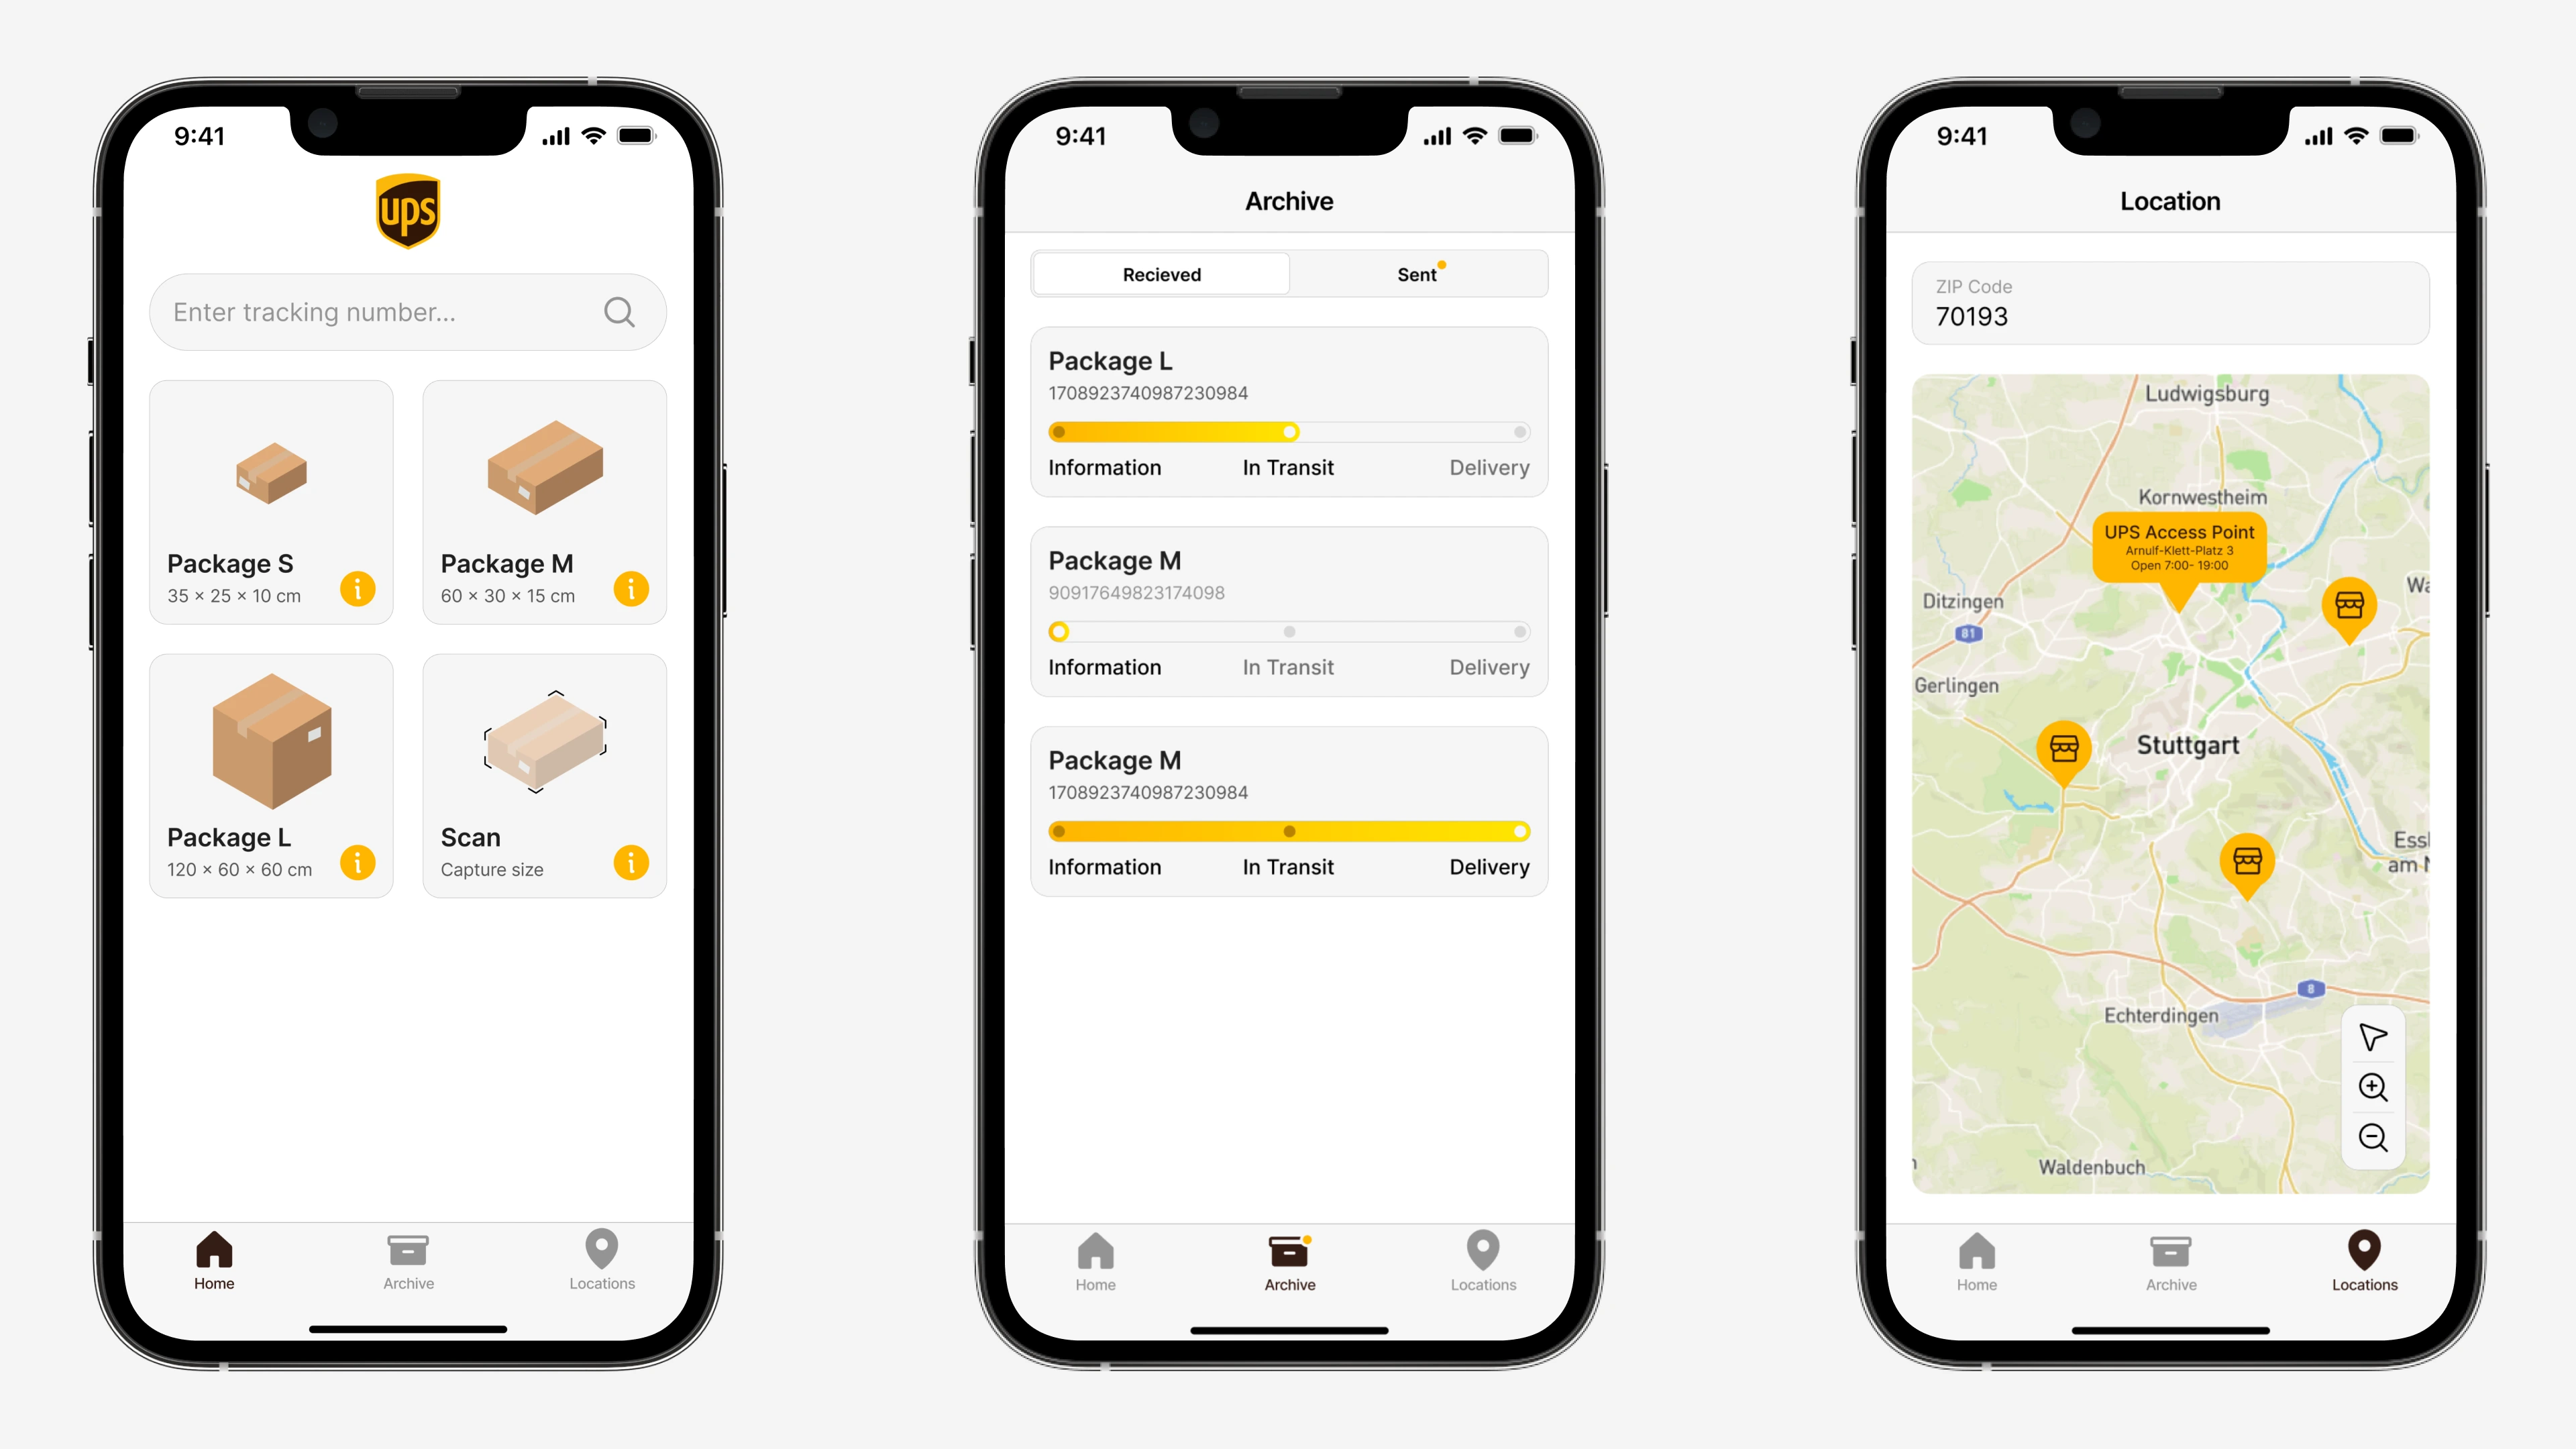 9:41
ups
Enter tracking number...
Package S
35 × 25 × 10 cm
i
Package M
60 × 30 × 15 cm
i
Package L
120 × 60 × 60 cm
i
Scan
Capture size
i
Home
Archive
Locations
9:41
Archive
Recieved
Sent
Package L
1708923740987230984
Information
In Transit
Delivery
Package M
90917649823174098
Information
In Transit
Delivery
Package M
1708923740987230984
Information
In Transit
Delivery
Home
Archive
Locations
9:41
Location
ZIP Code
70193
Ludwigsburg
Kornwestheim
UPS Access Point
Arnulf-Klett-Platz 3
Open 7:00- 19:00
Ditzingen
81
Gerlingen
Stuttgart
8
Echterdingen
Waldenbuch
Home
Archive
Locations